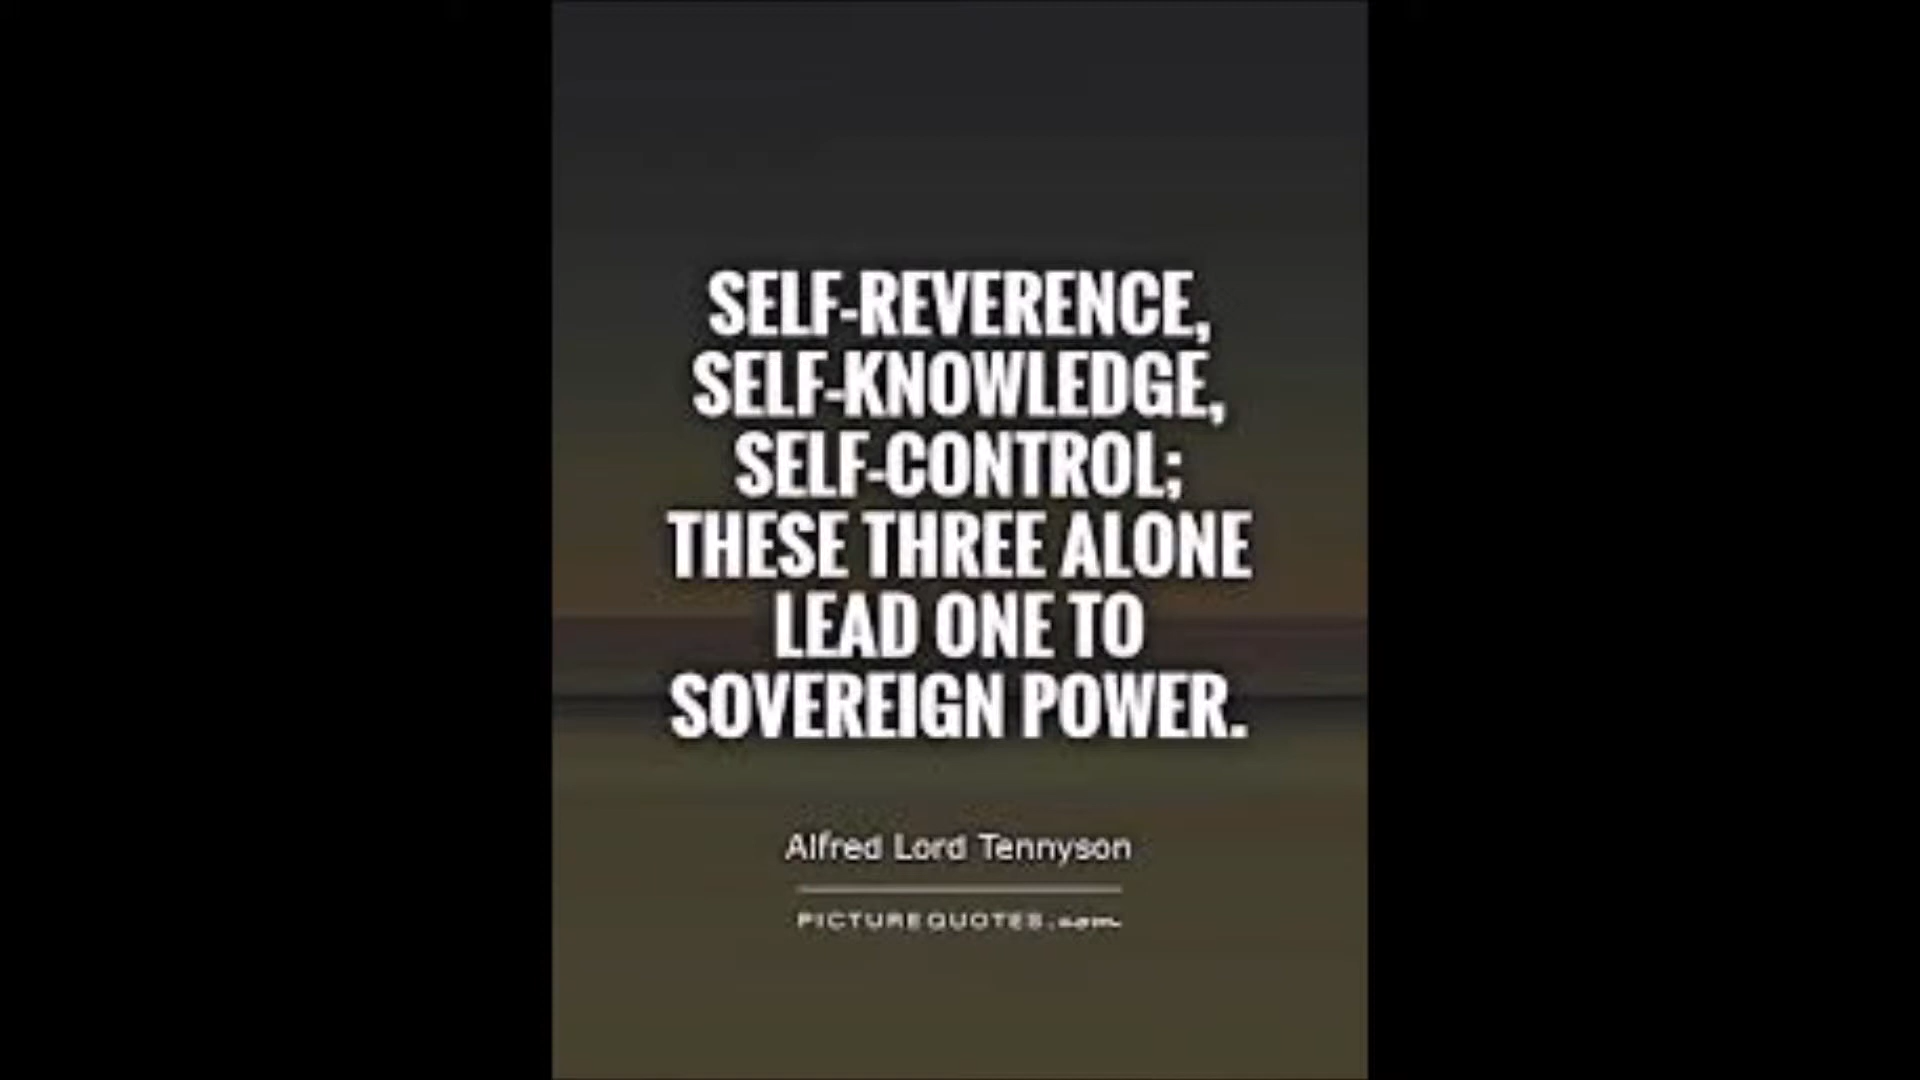 SELF-REVERENCE,
SELF-KNOWLEDGE,
SELF-CONTROL;
THESE THREE ALONE
LEAD ONE TO
SOVEREIGN POWER.
Alfred Lord Tennyson
PICTUREQUOTES.com